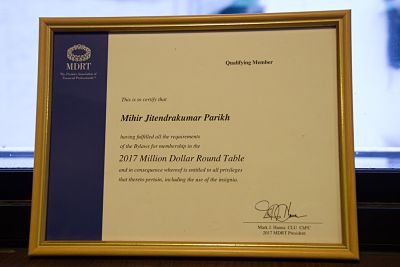 MDRT
The Premier Association of
Financial Professionals™
Qualifying Member
This is to certify that
Mihir Jitendrakumar Parikh
having fulfilled all the requirements
of the Bylaws for membership in the
2017 Million Dollar Round Table
and in consequence whereof is entitled to all privileges
that thereto pertain, including the use of the insignia.
Mark J. Hanna, CLU, ChFC
2017 MDRT President